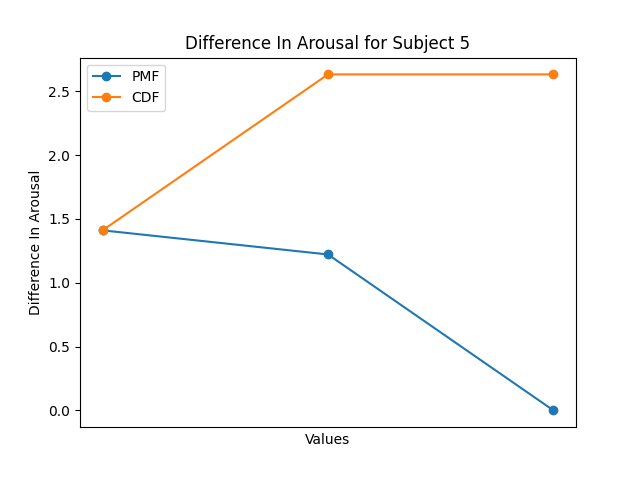 Difference In Arousal for Subject 5
PMF
CDF
2.5
2.0
1.5
1.0
0.5
0.0
Difference In Arousal
Values